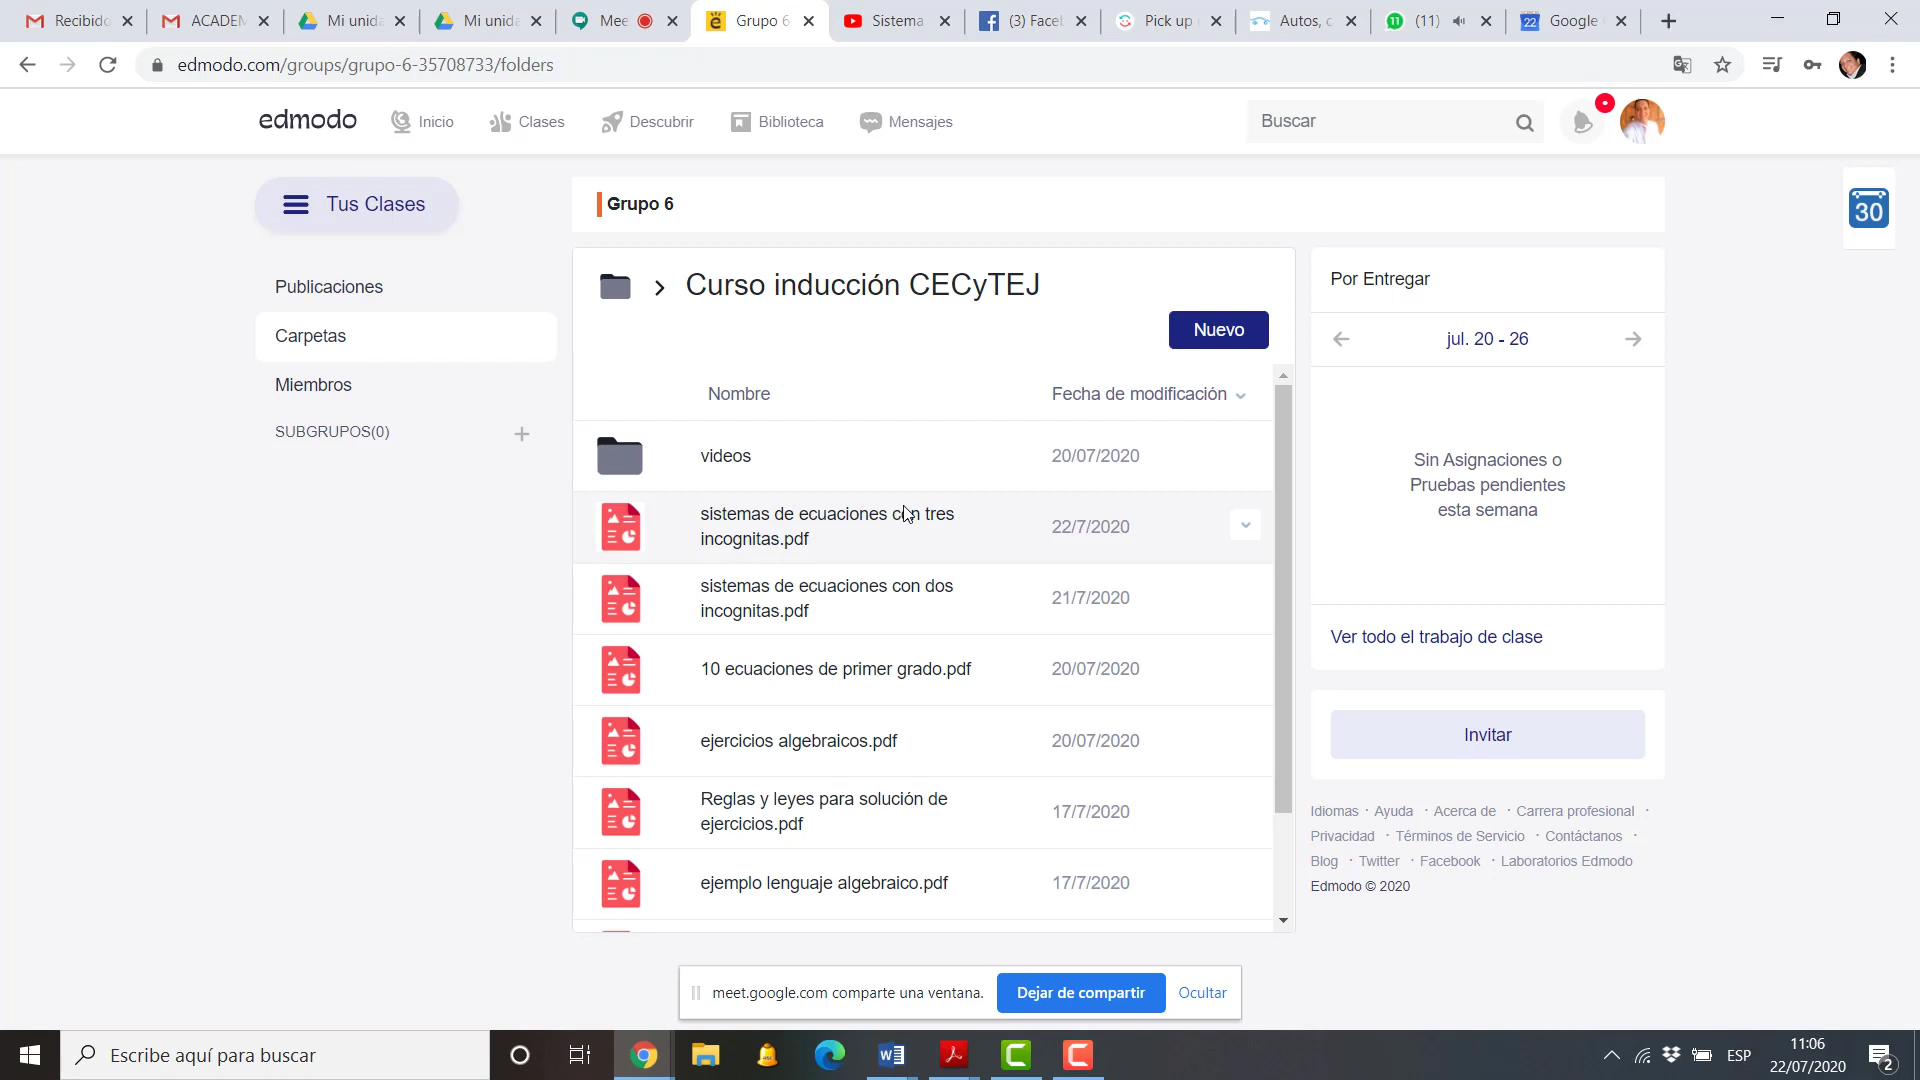 Recibido
ACADEM
Mi unida
Mi unida
Mee
Grupo 6
Sistema
(3) Face
Pick up
Autos, c
(11)
Google
edmodo.com/groups/grupo-6-35708733/folders
edmodo
Inicio
Clases
Descubrir
Biblioteca
Mensajes
Buscar
Tus Clases
Grupo 6
30
Publicaciones
Carpetas
Miembros
SUBGRUPOS(0)
Curso inducción CECyTEJ
Nuevo
Nombre
Fecha de modificación
videos
20/07/2020
sistemas de ecuaciones con tres
incognitas.pdf
22/7/2020
sistemas de ecuaciones con dos
incognitas.pdf
21/7/2020
10 ecuaciones de primer grado.pdf
20/07/2020
ejercicios algebraicos.pdf
20/07/2020
Reglas y leyes para solución de
ejercicios.pdf
17/7/2020
ejemplo lenguaje algebraico.pdf
17/7/2020
Por Entregar
jul. 20 - 26
Sin Asignaciones o
Pruebas pendientes
esta semana
Ver todo el trabajo de clase
Invitar
Idiomas · Ayuda · Acerca de · Carrera profesional ·
Privacidad · Términos de Servicio · Contáctanos ·
Blog · Twitter · Facebook · Laboratorios Edmodo
Edmodo © 2020
meet.google.com comparte una ventana.
Dejar de compartir
Ocultar
Escribe aquí para buscar
ESP
11:06
22/07/2020
2